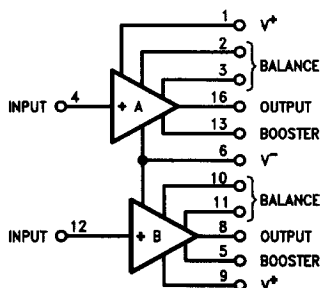 1 V+
2
3 BALANCE
INPUT 4 + A 16 OUTPUT
13 BOOSTER
6 V-
10
11 BALANCE
INPUT 12 + B 8 OUTPUT
5 BOOSTER
9 V+